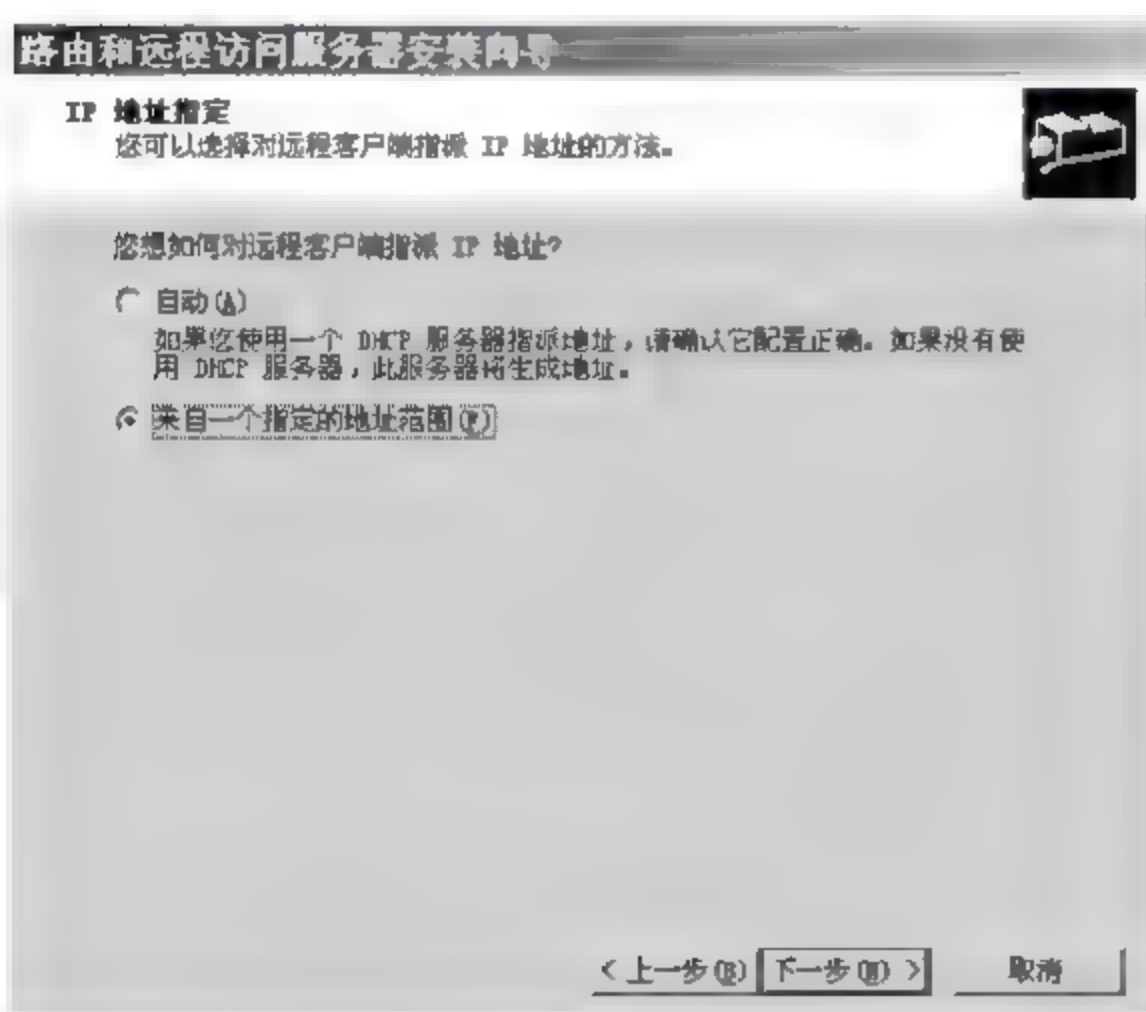 路由和远程访问服务器安装向导
IP 地址指定
您可以选择对远程客户端指派 IP 地址的方法。
您想如何对远程客户端指派 IP 地址?
自动(A)
如果您使用一个 DHCP 服务器指派地址，请确认它配置正确。如果没有使
用 DHCP 服务器，此服务器将生成地址。
来自一个指定的地址范围(F)
< 上一步(B) 下一步(N) > 取消